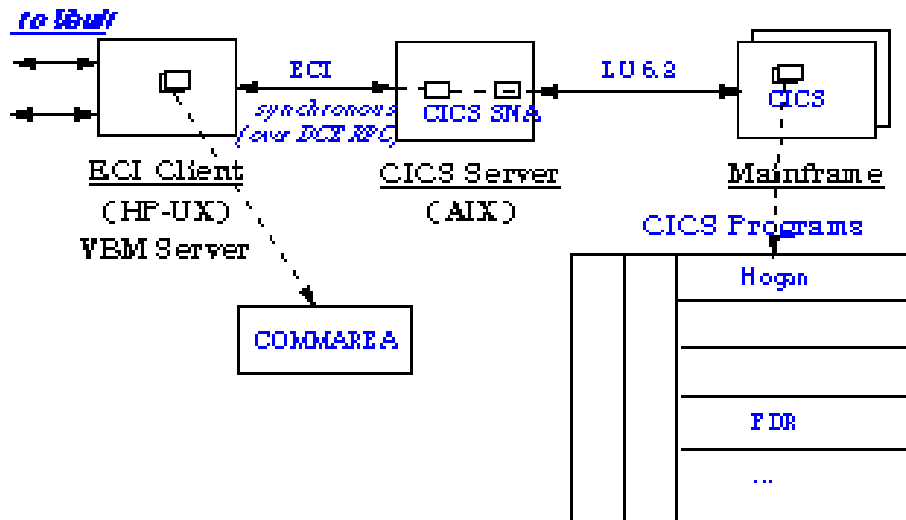 to Vault
ECI
synchronous
(over DCE RPC)
CICS SNA
LU 6.2
CICS
ECI Client
(HP-UX)
VBM Server
CICS Server
(AIX)
Mainframe
CICS Programs
Hogan
COMMAREA
FDR
...